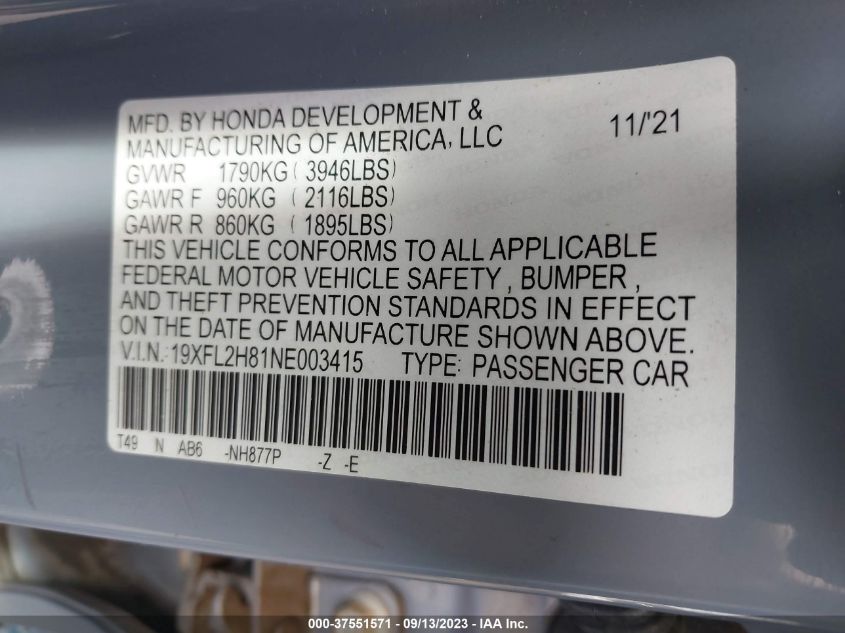 MFD. BY HONDA DEVELOPMENT & 11/'21
MANUFACTURING OF AMERICA, LLC
GVWR 1790KG ( 3946LBS)
GAWR F 960KG ( 2116LBS)
GAWR R 860KG ( 1895LBS)
THIS VEHICLE CONFORMS TO ALL APPLICABLE
FEDERAL MOTOR VEHICLE SAFETY , BUMPER ,
AND THEFT PREVENTION STANDARDS IN EFFECT
ON THE DATE OF MANUFACTURE SHOWN ABOVE.
V.I.N.: 19XFL2H81NE003415 TYPE: PASSENGER CAR
T49 N AB6 -NH877P -Z -E
000-37551571 - 09/13/2023 - IAA Inc.